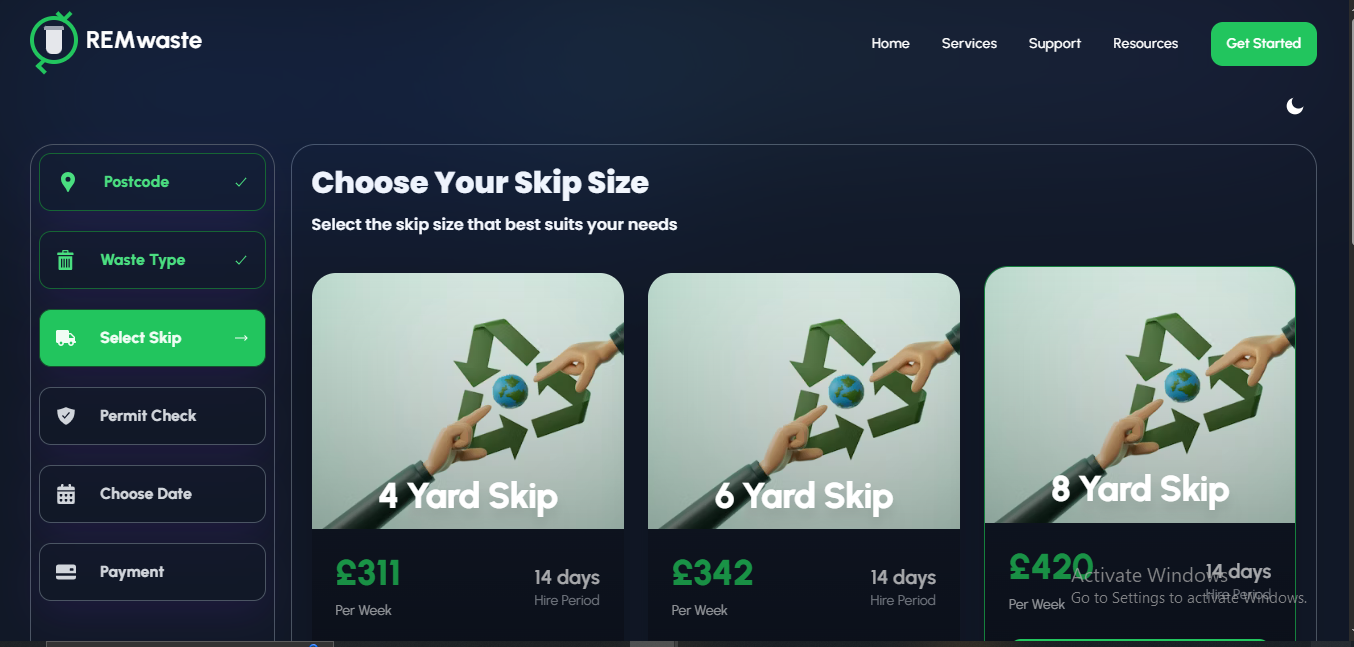 REMwaste
Home Services Support Resources Get Started
Postcode
Waste Type
Select Skip
Permit Check
Choose Date
Payment
Choose Your Skip Size
Select the skip size that best suits your needs
4 Yard Skip
£311
Per Week
14 days
Hire Period
6 Yard Skip
£342
Per Week
14 days
Hire Period
8 Yard Skip
£420
Per Week
14 days
Hire Period
Activate Windows
Go to Settings to activate Windows.